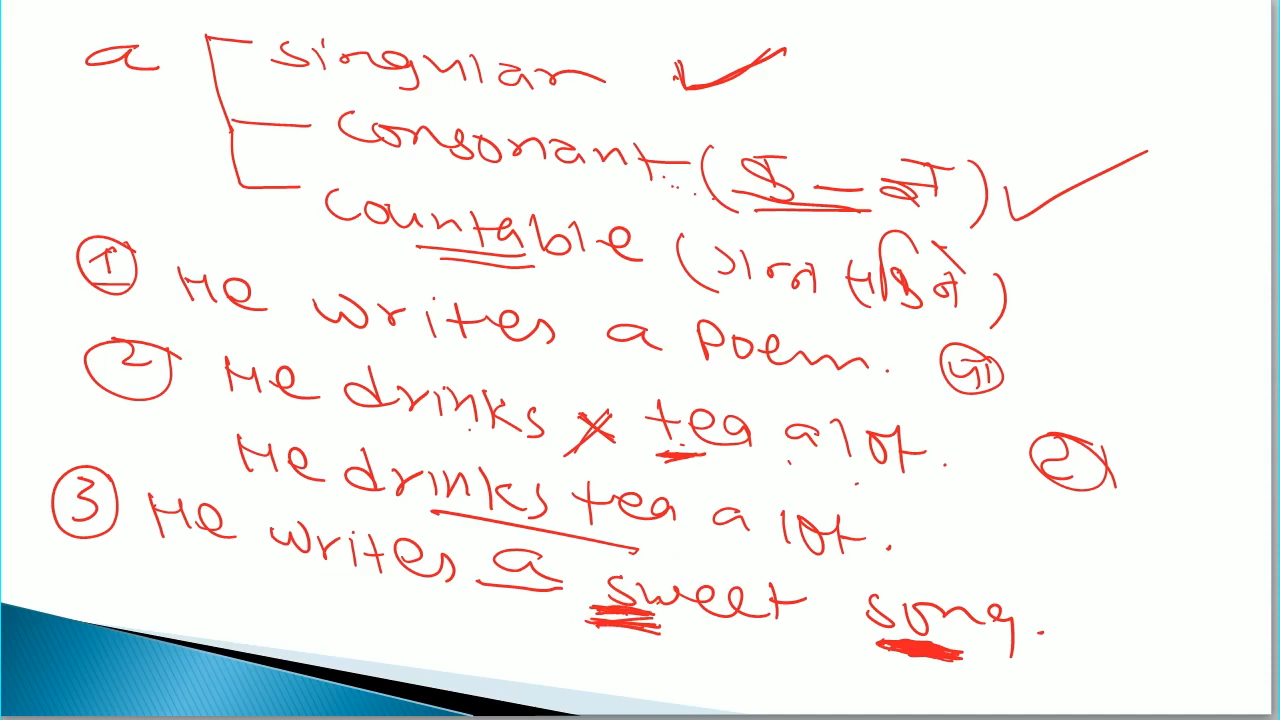 a singular
consonant (
countable (
① He writes a poem.
② He drinks × tea a lot.
He drinks tea a lot.
③ He writes a sweet song.